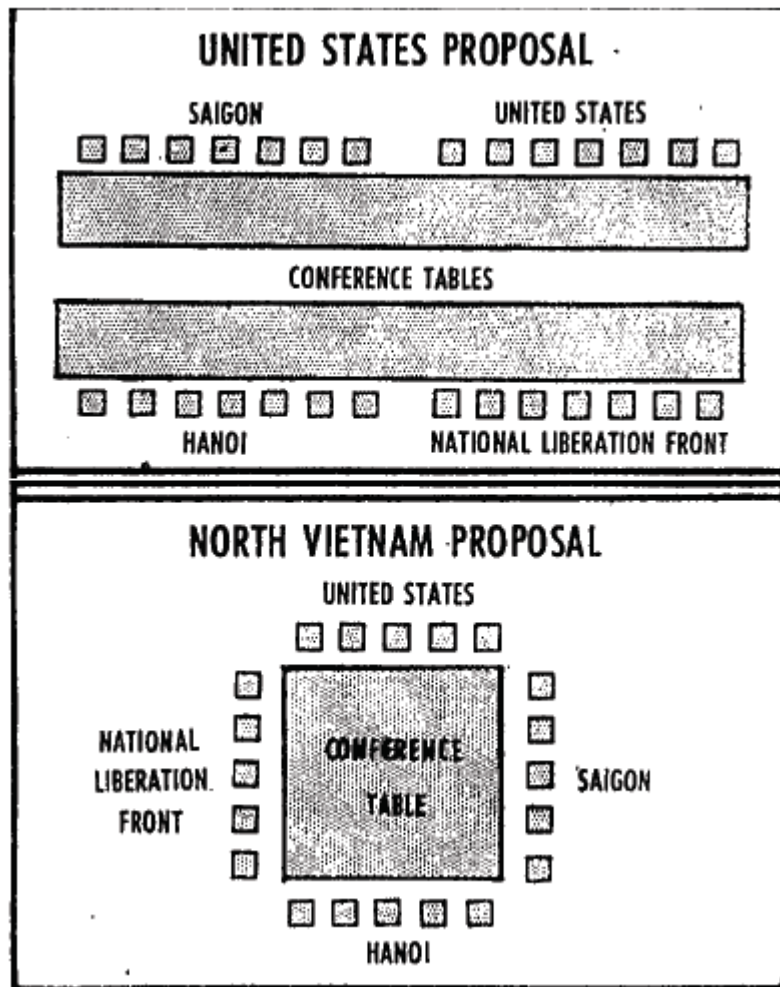 UNITED STATES PROPOSAL
SAIGON UNITED STATES
CONFERENCE TABLES
HANOI NATIONAL LIBERATION FRONT
NORTH VIETNAM PROPOSAL
UNITED STATES
NATIONAL
LIBERATION
FRONT
CONFERENCE
TABLE
SAIGON
HANOI